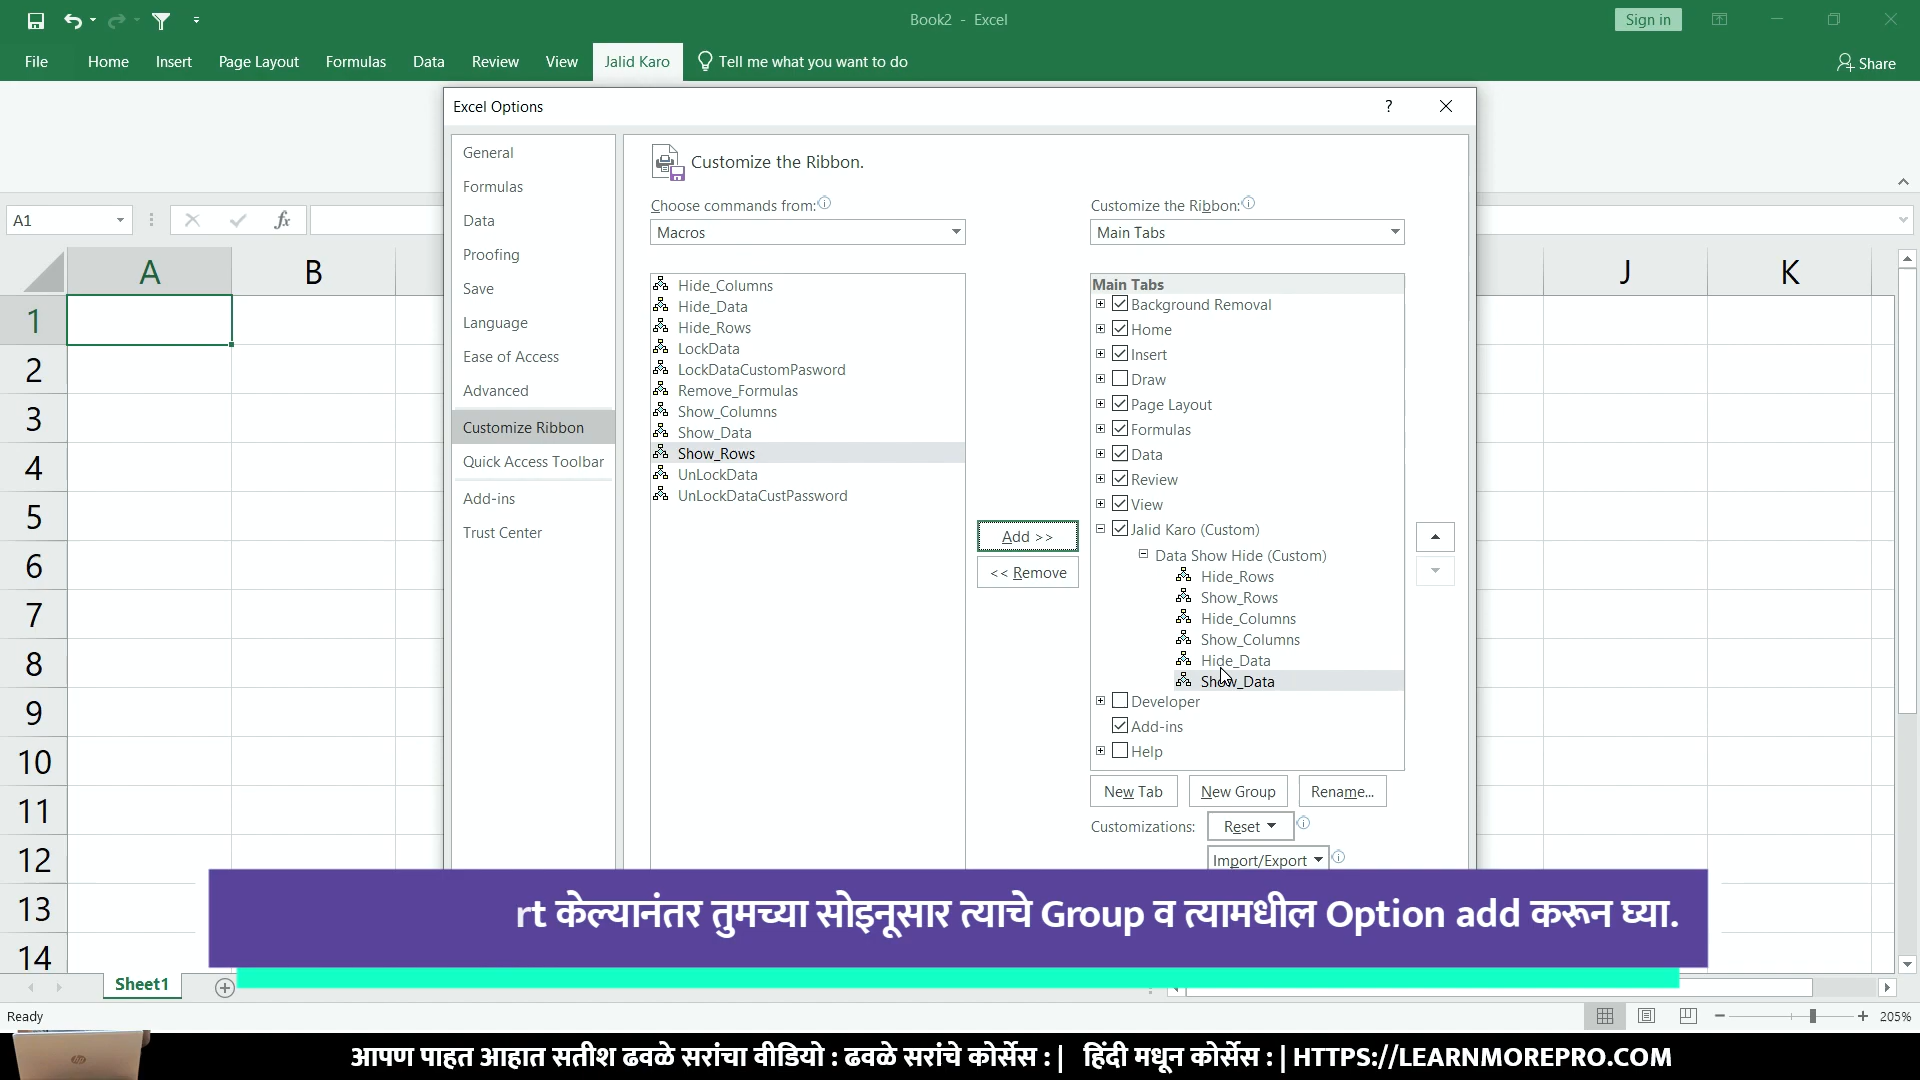 Book2 - Excel
Sign in
File Home Insert Page Layout Formulas Data Review View Jalid Karo Tell me what you want to do Share
Excel Options
?
General
Formulas
Data
Proofing
Save
Language
Ease of Access
Advanced
Customize Ribbon
Quick Access Toolbar
Add-ins
Trust Center
Customize the Ribbon.
Choose commands from:
Macros
Hide_Columns
Hide_Data
Hide_Rows
LockData
LockDataCustomPasword
Remove_Formulas
Show_Columns
Show_Data
Show_Rows
UnLockData
UnLockDataCustPassword
Add >>
<< Remove
Customize the Ribbon:
Main Tabs
Main Tabs
Background Removal
Home
Insert
Draw
Page Layout
Formulas
Data
Review
View
Jalid Karo (Custom)
Data Show Hide (Custom)
Hide_Rows
Show_Rows
Hide_Columns
Show_Columns
Hide_Data
Show_Data
Developer
Add-ins
Help
New Tab New Group Rename...
Customizations: Reset
Import/Export
A1
fx
A B J K
1
2
3
4
5
6
7
8
9
10
11
12
13
14
rt केल्यानंतर तुमच्या सोइनूसार त्याचे Group व त्यामधील Option add करून घ्या.
Sheet1
Ready
205%
आपण पाहत आहात सतीश ढवळे सरांचा वीडियो : ढवळे सरांचे कोर्सेस : | हिंदी मधून कोर्सेस : | HTTPS://LEARNMOREPRO.COM